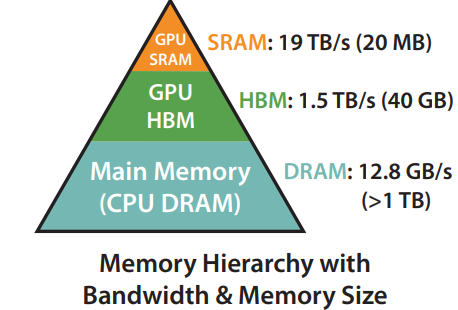 GPU
SRAM
SRAM: 19 TB/s (20 MB)
GPU
HBM
HBM: 1.5 TB/s (40 GB)
Main Memory
(CPU DRAM)
DRAM: 12.8 GB/s
(>1 TB)
Memory Hierarchy with
Bandwidth & Memory Size